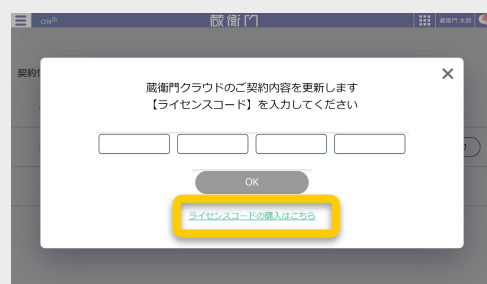 ON
蔵衛門
蔵衛門 太郎
契約
蔵衛門クラウドのご契約内容を更新します
【ライセンスコード】を入力してください
OK
ライセンスコードの購入はこちら